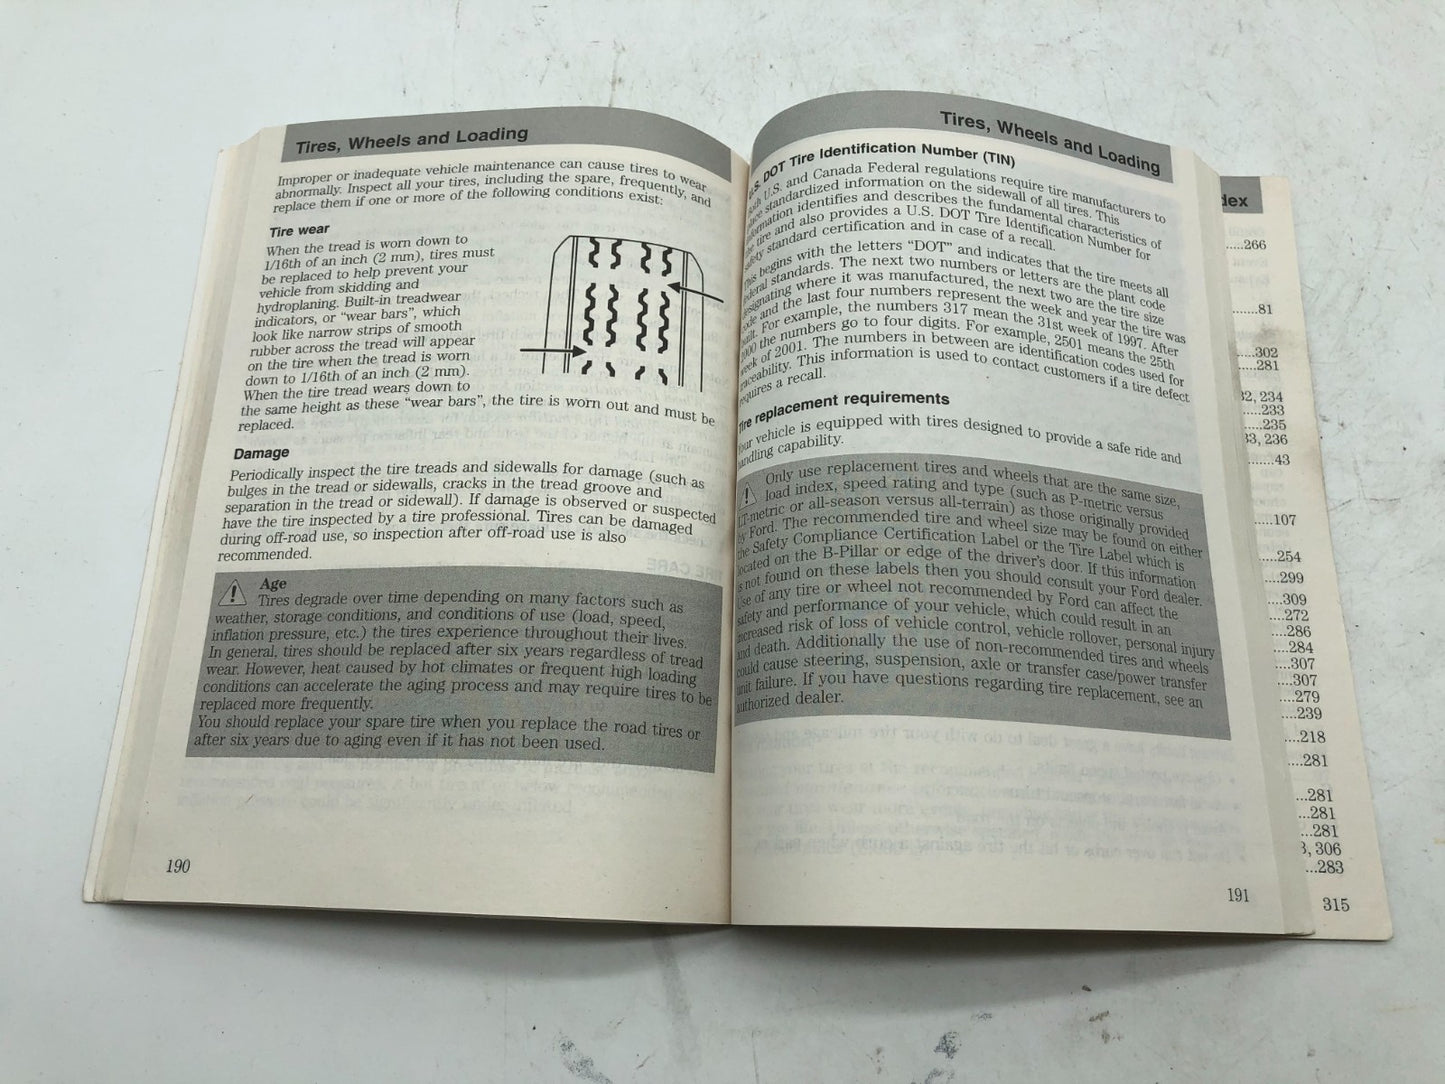 Tires, Wheels and Loading
Improper or inadequate vehicle maintenance can cause tires to wear
abnormally. Inspect all your tires, including the spare, frequently, and
replace them if one or more of the following conditions exist:
Tire wear
When the tread is worn down to
1/16th of an inch (2 mm), tires must
be replaced to help prevent your
vehicle from skidding and
hydroplaning. Built-in treadwear
indicators, or “wear bars”, which
look like narrow strips of smooth
rubber across the tread will appear
on the tire when the tread is worn
down to 1/16th of an inch (2 mm).
When the tire tread wears down to
the same height as these “wear bars”, the tire is worn out and must be
replaced.
Damage
Periodically inspect the tire treads and sidewalls for damage (such as
bulges in the tread or sidewalls, cracks in the tread groove and
separation in the tread or sidewall). If damage is observed or suspected
have the tire inspected by a tire professional. Tires can be damaged
during off-road use, so inspection after off-road use is also
recommended.
Age
Tires degrade over time depending on many factors such as
weather, storage conditions, and conditions of use (load, speed,
inflation pressure, etc.) the tires experience throughout their lives.
In general, tires should be replaced after six years regardless of tread
wear. However, heat caused by hot climates or frequent high loading
conditions can accelerate the aging process and may require tires to be
replaced more frequently.
You should replace your spare tire when you replace the road tires or
after six years due to aging even if it has not been used.
190
Tires, Wheels and Loading
U.S. DOT Tire Identification Number (TIN)
Both U.S. and Canada Federal regulations require tire manufacturers to
place standardized information on the sidewall of all tires. This
information identifies and describes the fundamental characteristics of
the tire and also provides a U.S. DOT Tire Identification Number for
safety standard certification and in case of a recall.
This begins with the letters “DOT” and indicates that the tire meets all
federal standards. The next two numbers or letters are the plant code
designating where it was manufactured, the next two are the tire size
code and the last four numbers represent the week and year the tire was
built. For example, the numbers 317 mean the 31st week of 1997. After
2000 the numbers go to four digits. For example, 2501 means the 25th
week of 2001. The numbers in between are identification codes used for
traceability. This information is used to contact customers if a tire defect
requires a recall.
Tire replacement requirements
Your vehicle is equipped with tires designed to provide a safe ride and
handling capability.
Only use replacement tires and wheels that are the same size,
load index, speed rating and type (such as P-metric versus
LT-metric or all-season versus all-terrain) as those originally provided
by Ford. The recommended tire and wheel size may be found on either
the Safety Compliance Certification Label or the Tire Label which is
located on the B-Pillar or edge of the driver’s door. If this information
is not found on these labels then you should consult your Ford dealer.
Use of any tire or wheel not recommended by Ford can affect the
safety and performance of your vehicle, which could result in an
increased risk of loss of vehicle control, vehicle rollover, personal injury
and death. Additionally the use of non-recommended tires and wheels
could cause steering, suspension, axle or transfer case/power transfer
unit failure. If you have questions regarding tire replacement, see an
authorized dealer.
191
dex
.....266
.....81
....302
.....281
32, 234
.....233
.....235
33, 236
.....43
.....107
....254
....299
....309
....272
....286
....284
....307
....307
....279
....239
....218
....281
...281
....281
...281
3, 306
...283
315